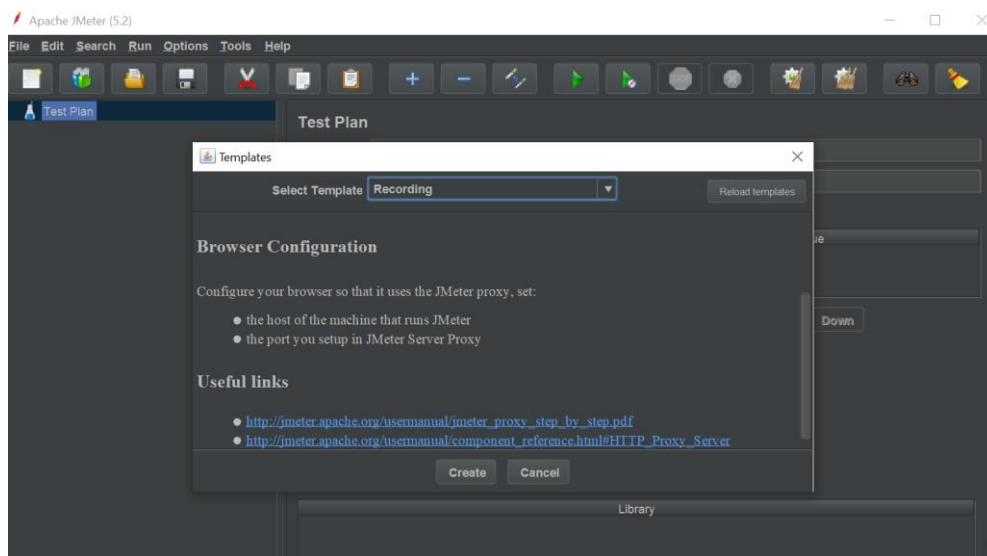 Apache JMeter (5.2)
File Edit Search Run Options Tools Help
Test Plan
Test Plan
Templates
Select Template Recording Reload templates
Browser Configuration
ue
Configure your browser so that it uses the JMeter proxy, set:
the host of the machine that runs JMeter
Down
the port you setup in JMeter Server Proxy
Useful links
http://jmeter.apache.org/usermanual/jmeter_proxy_step_by_step.pdf
http://jmeter.apache.org/usermanual/component_reference.html#HTTP_Proxy_Server
Create Cancel
Library